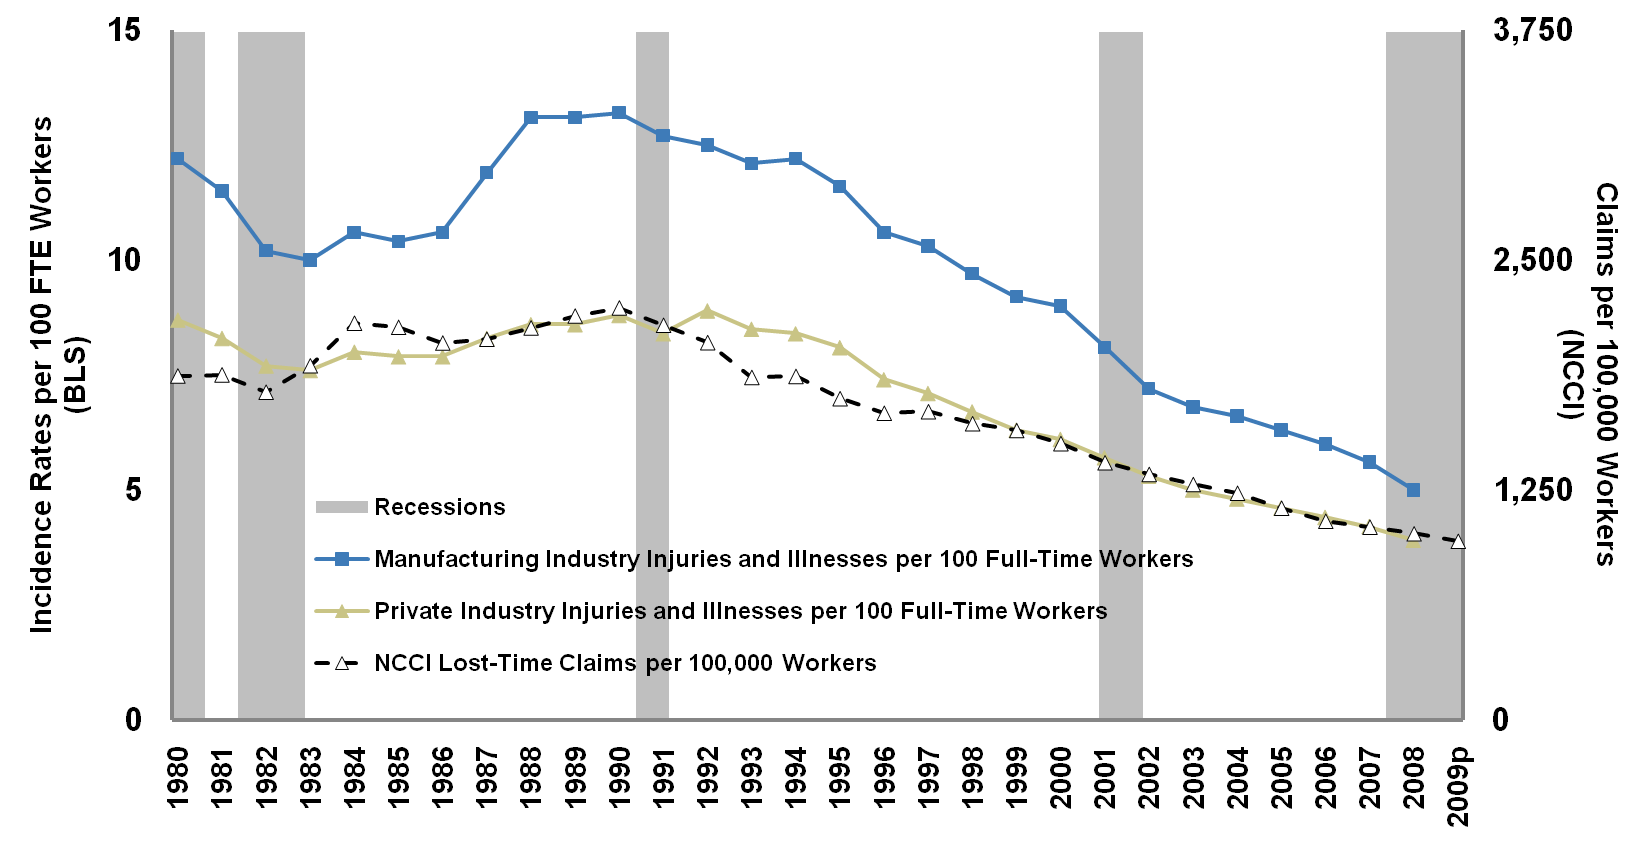 15
10
5
0
Incidence Rates per 100 FTE Workers
(BLS)
3,750
2,500
1,250
0
Claims per 100,000 Workers
(NCCI)
Recessions
Manufacturing Industry Injuries and Illnesses per 100 Full-Time Workers
Private Industry Injuries and Illnesses per 100 Full-Time Workers
NCCI Lost-Time Claims per 100,000 Workers
1980 1981 1982 1983 1984 1985 1986 1987 1988 1989 1990 1991 1992 1993 1994 1995 1996 1997 1998 1999 2000 2001 2002 2003 2004 2005 2006 2007 2008 2009p